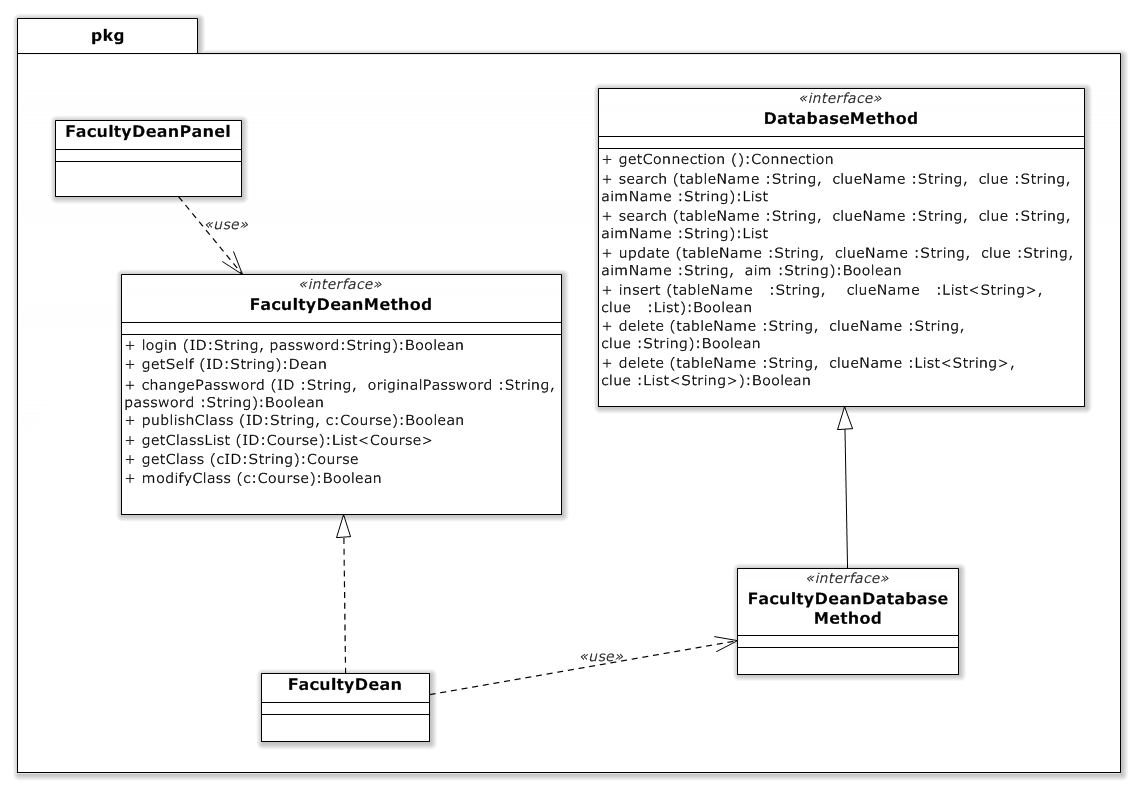 pkg
FacultyDeanPanel
«use»
«interface»
FacultyDeanMethod
+ login (ID:String, password:String):Boolean
+ getSelf (ID:String):Dean
+ changePassword (ID :String, originalPassword :String,
password :String):Boolean
+ publishClass (ID:String, c:Course):Boolean
+ getClassList (ID:Course):List<Course>
+ getClass (cID:String):Course
+ modifyClass (c:Course):Boolean
«interface»
DatabaseMethod
+ getConnection ():Connection
+ search (tableName :String, clueName :String, clue :String,
aimName :String):List
+ search (tableName :String, clueName :String, clue :String,
aimName :String):List
+ update (tableName :String, clueName :String, clue :String,
aimName :String, aim :String):Boolean
+ insert (tableName :String, clueName :List<String>,
clue :List):Boolean
+ delete (tableName :String, clueName :String,
clue :String):Boolean
+ delete (tableName :String, clueName :List<String>,
clue :List<String>):Boolean
«interface»
FacultyDeanDatabase
Method
«use»
FacultyDean